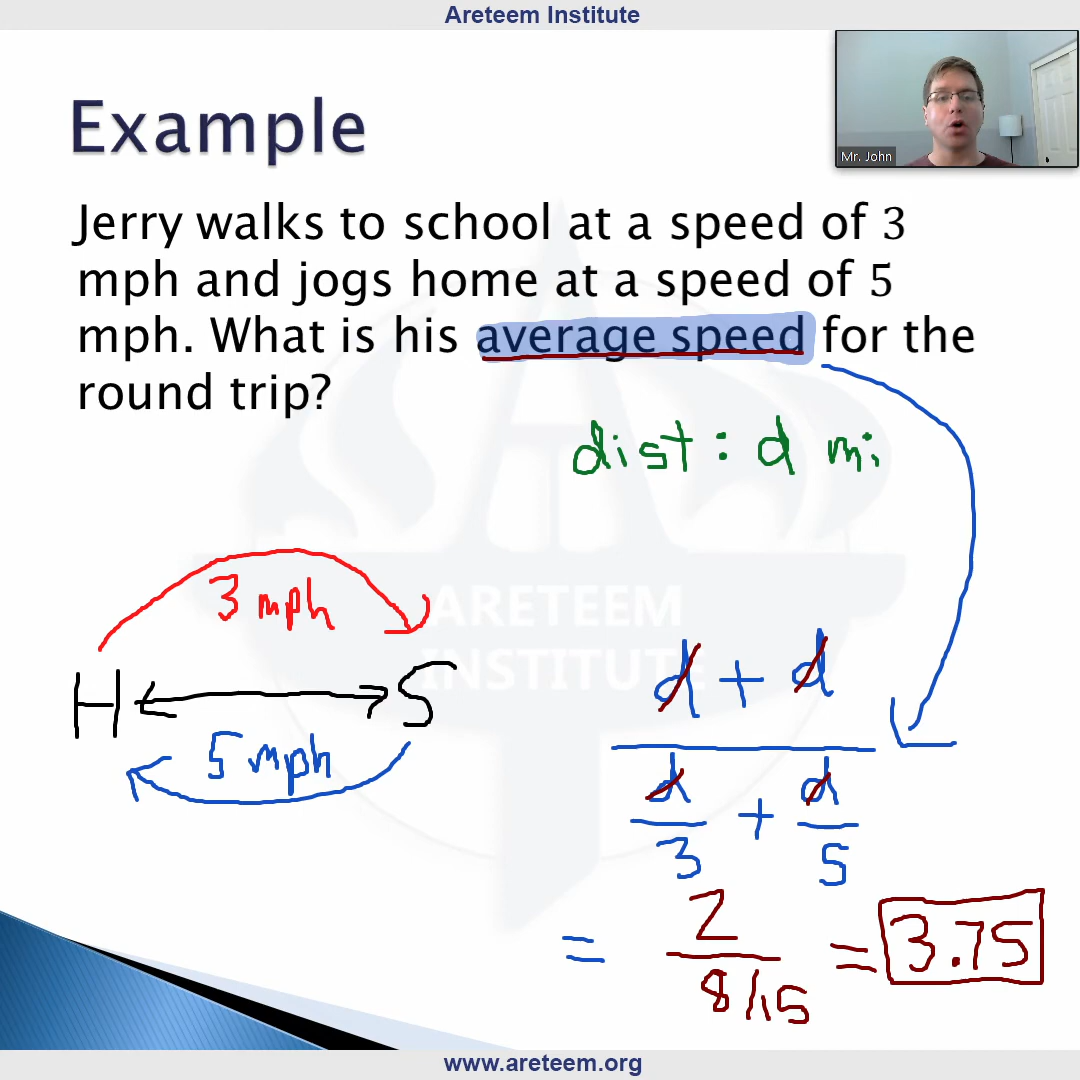 Areteem Institute
Mr. John
Example
Jerry walks to school at a speed of 3
mph and jogs home at a speed of 5
mph. What is his average speed for the
round trip?
dist : d mi
3 mph
H S
5 mph
ARETEEM
INSTITUTE
d + d
d/3 + d/5
= 2 / 8/15 = 3.75
www.areteem.org